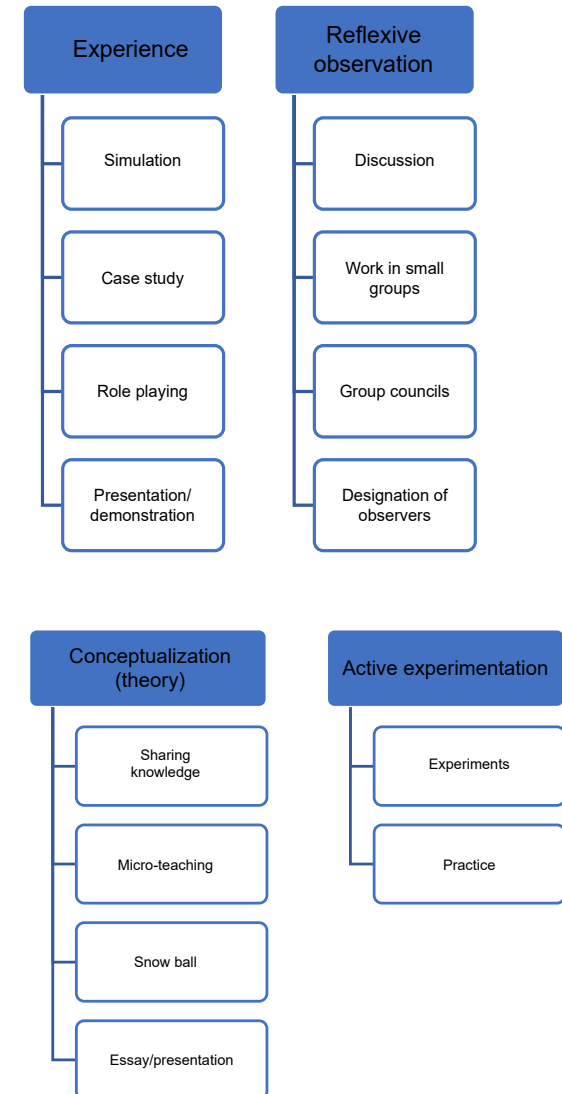 Experience
Simulation
Case study
Role playing
Presentation/
demonstration
Reflexive
observation
Discussion
Work in small
groups
Group councils
Designation of
observers
Conceptualization
(theory)
Sharing
knowledge
Micro-teaching
Snow ball
Essay/presentation
Active experimentation
Experiments
Practice